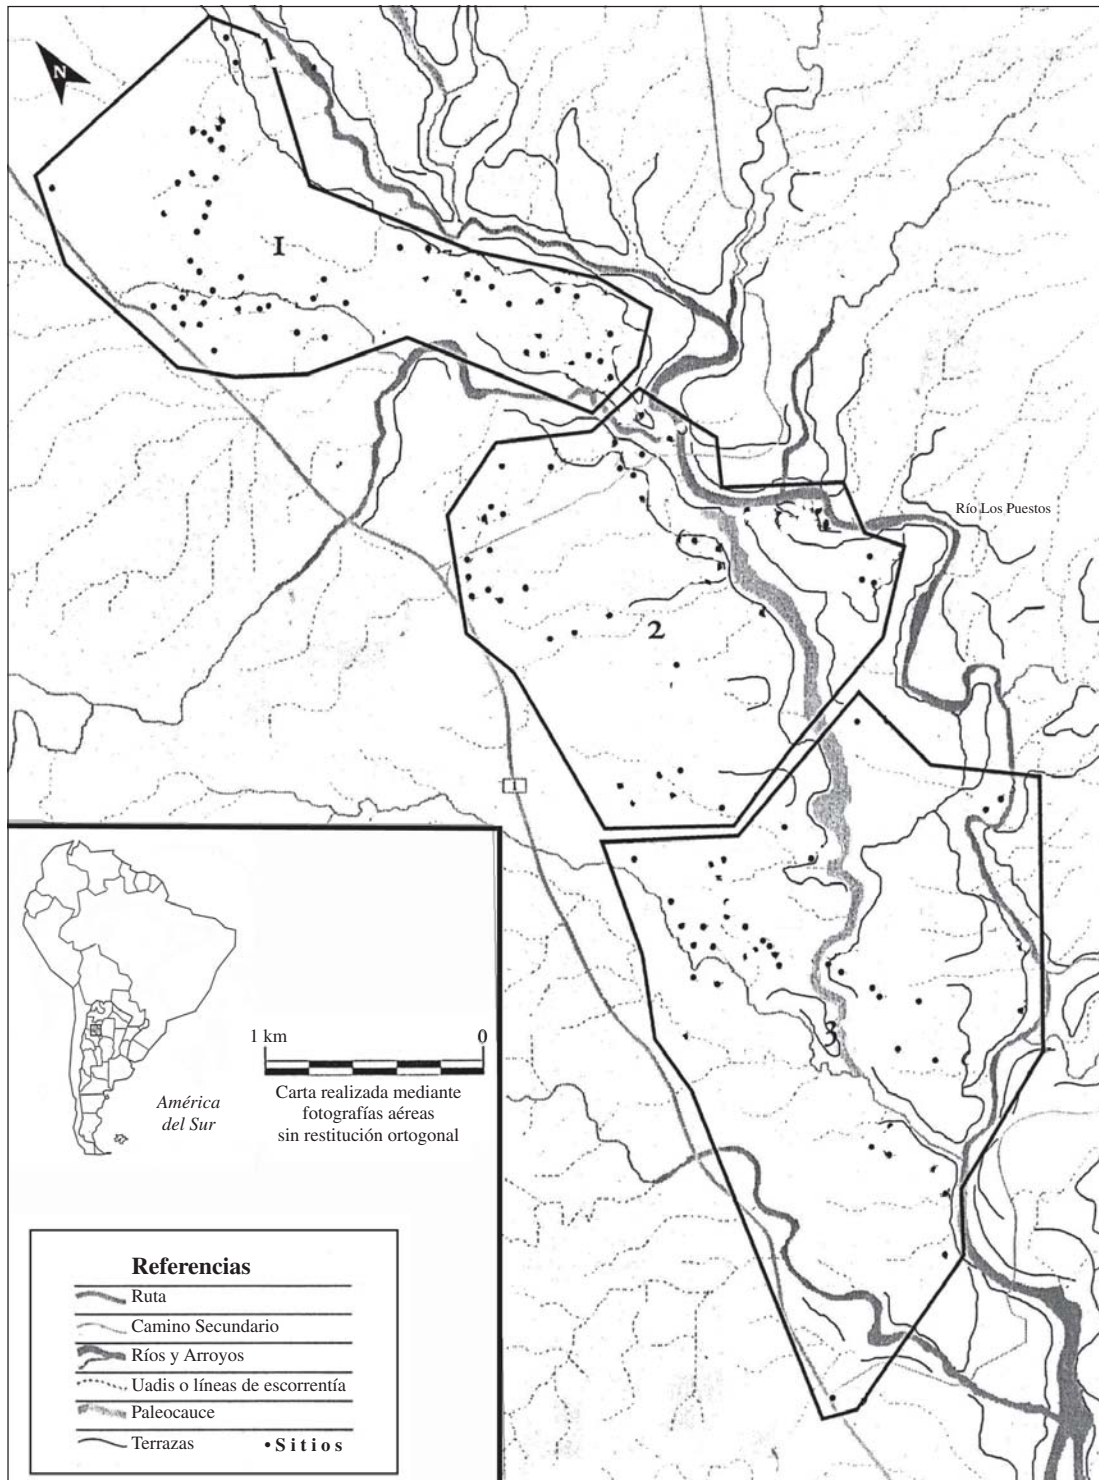 N
1
Río Los Puestos
2
1
3
1 km 0
Carta realizada mediante
fotografías aéreas
sin restitución ortogonal
América
del Sur
Referencias
Ruta
Camino Secundario
Ríos y Arroyos
Uadis o líneas de escorrentía
Paleocauce
Terrazas • Sitios